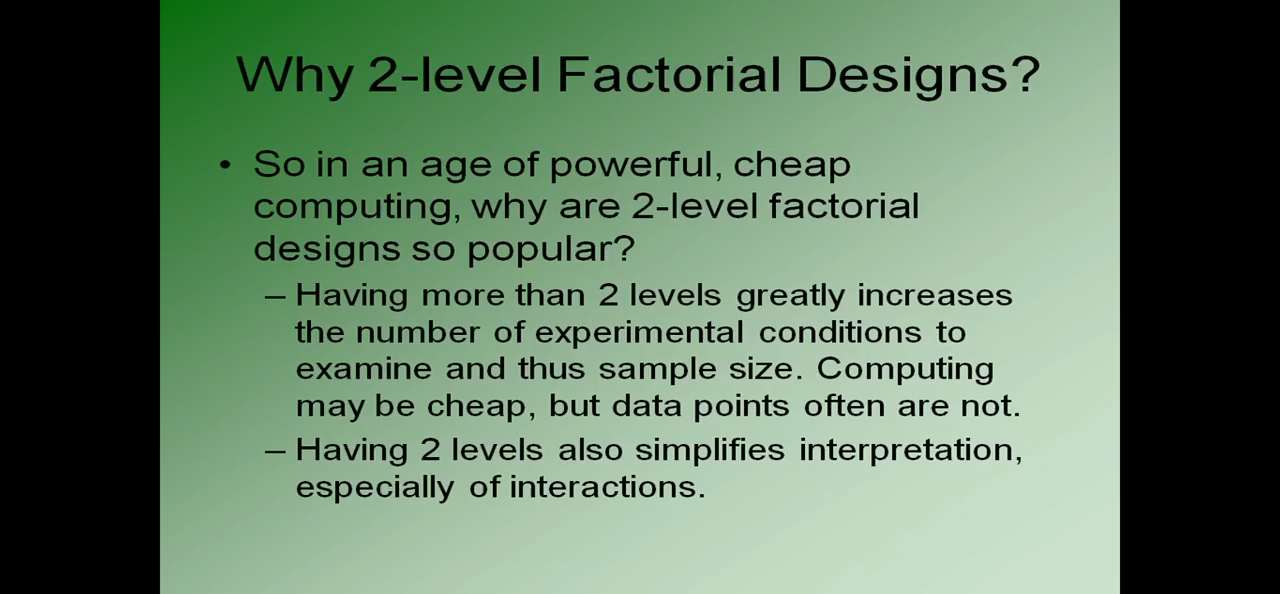 Why 2-level Factorial Designs?
• So in an age of powerful, cheap
computing, why are 2-level factorial
designs so popular?
– Having more than 2 levels greatly increases
the number of experimental conditions to
examine and thus sample size. Computing
may be cheap, but data points often are not.
– Having 2 levels also simplifies interpretation,
especially of interactions.